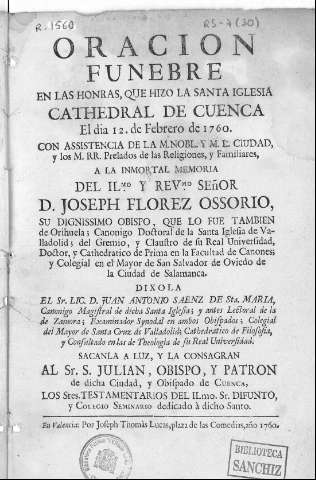 R. 1560
RS-7(20)
ORACION
FUNEBRE
EN LAS HONRAS, QUE HIZO LA SANTA IGLESIA
CATHEDRAL DE CUENCA
El dia 12. de Febrero de 1760.
CON ASSISTENCIA DE LA M.NOBL. Y M. L. CIUDAD,
y los M. RR. Prelados de las Religiones, y Familiares,
A LA INMORTAL MEMORIA
DEL ILmo Y REVmo SEñOR
D. JOSEPH FLOREZ OSSORIO,
SU DIGNISSIMO OBISPO, QUE LO FUE TAMBIEN
de Orihuela; Canonigo Doctoral de la Santa Iglesia de Va-
lladolid; del Gremio, y Claustro de su Real Universidad,
Doctor, y Cathedratico de Prima en la Facultad de Canones;
y Colegial en el Mayor de San Salvador de Oviedo de
la Ciudad de Salamanca.
DIXOLA
EL Sr. LIC. D. JUAN ANTONIO SAENZ DE Sta. MARIA,
Canonigo Magistral de dicha Santa Iglesia; y antes Lectoral de la
de Zamora; Examinador Synodal en ambos Obispados; Colegial
del Mayor de Santa Cruz de Valladolid; Cathedratico de Filosofia,
y Consultado en las de Theologia de su Real Universidad.
SACANLA A LUZ, Y LA CONSAGRAN
AL Sr. S. JULIAN, OBISPO, Y PATRON
de dicha Ciudad, y Obispado de CUENCA,
LOS Sres. TESTAMENTARIOS DEL ILmo. Sr. DIFUNTO,
y COLEGIO SEMINARIO dedicado à dicho Santo.
En Valencia: Por Joseph Thomàs Lucas, plaza de las Comedias, año 1760.
BIBLIOTECA
SANCHIZ